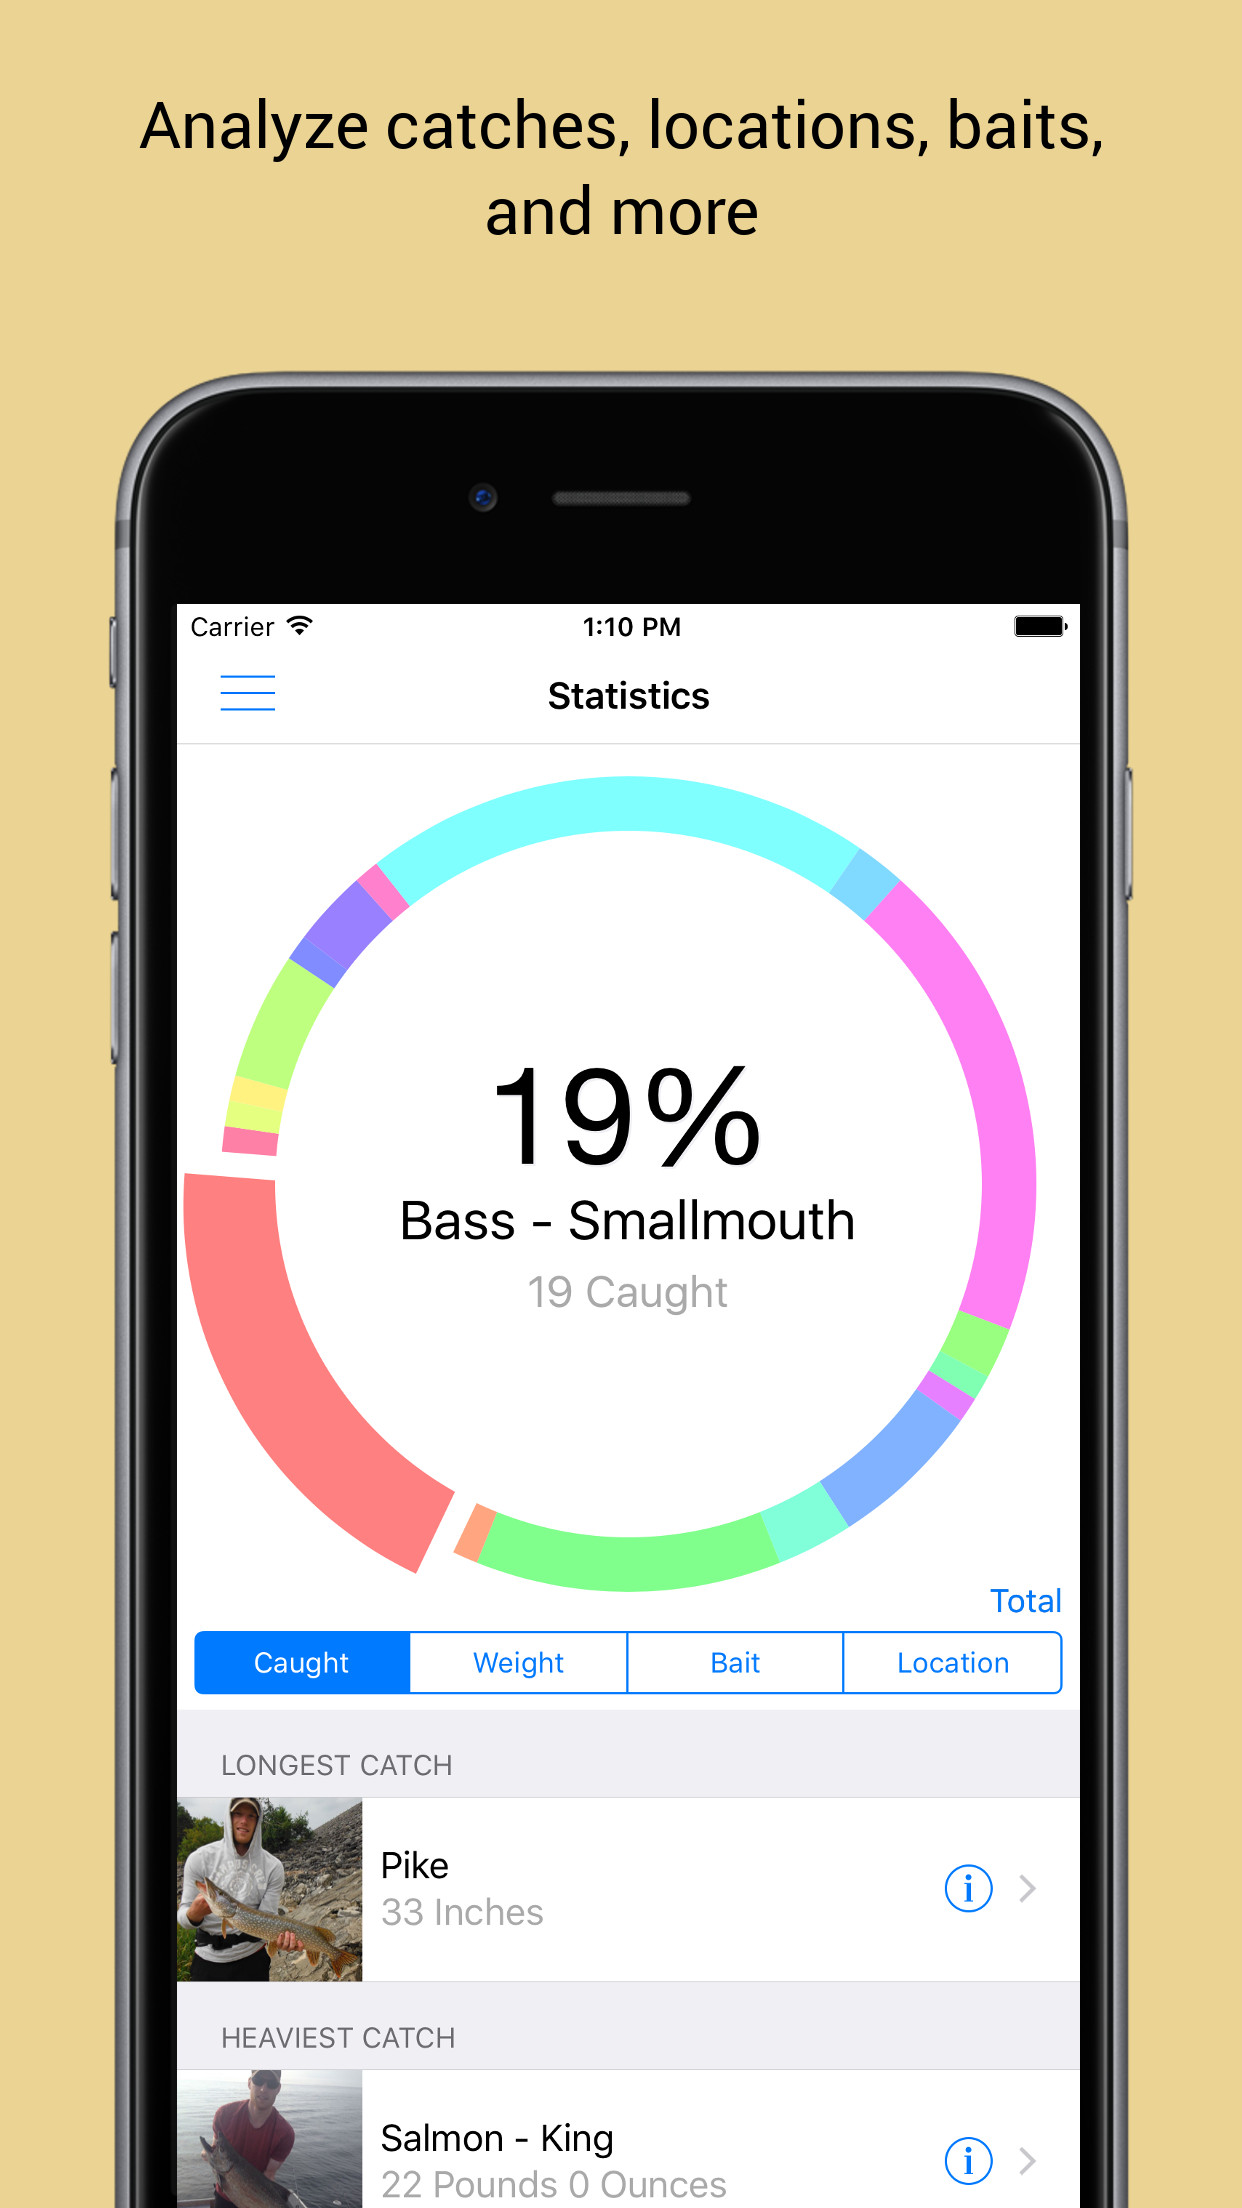 Analyze catches, locations, baits,
and more
Carrier 1:10 PM
Statistics
19%
Bass - Smallmouth
19 Caught
Total
Caught Weight Bait Location
LONGEST CATCH
Pike
33 Inches
HEAVIEST CATCH
Salmon - King
22 Pounds 0 Ounces